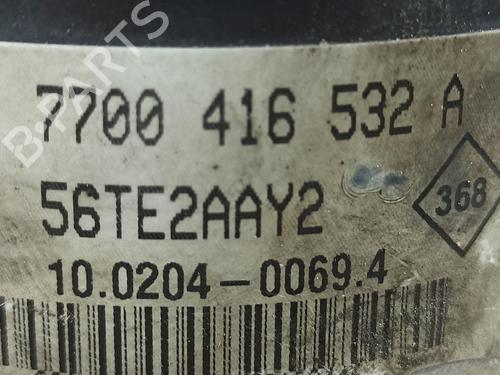 B-PARTS
7700 416 532 A
56TE2AAY2
368
10.0204-0069.4